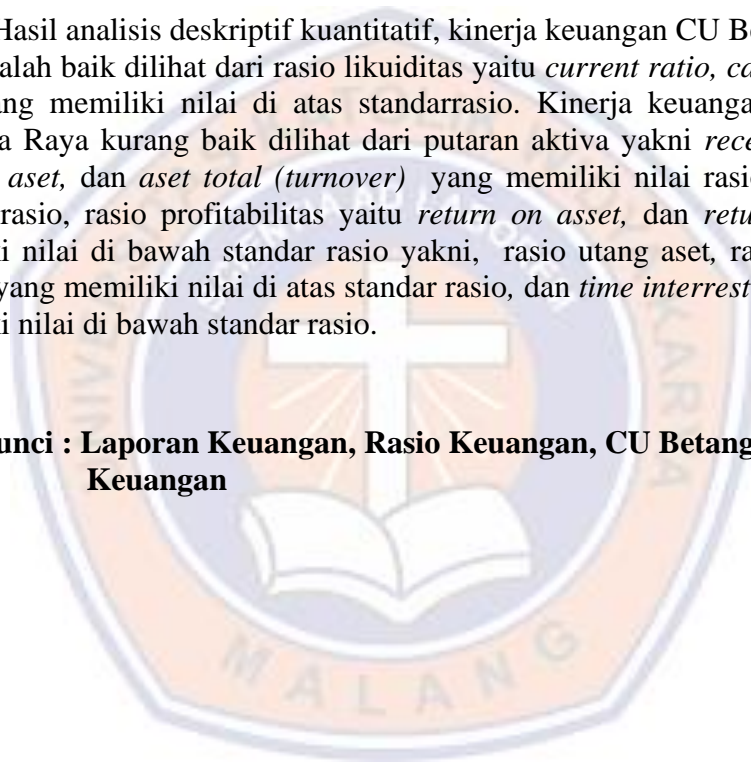 Hasil analisis deskriptif kuantitatif, kinerja keuangan CU Be
alah baik dilihat dari rasio likuiditas yaitu current ratio, ca
ang memiliki nilai di atas standarrasio. Kinerja keuanga
a Raya kurang baik dilihat dari putaran aktiva yakni rece
aset, dan aset total (turnover) yang memiliki nilai rasio
rasio, rasio profitabilitas yaitu return on asset, dan retu
i nilai di bawah standar rasio yakni, rasio utang aset, ra
yang memiliki nilai di atas standar rasio, dan time interrest
i nilai di bawah standar rasio.
unci : Laporan Keuangan, Rasio Keuangan, CU Betang
Keuangan
MALANG